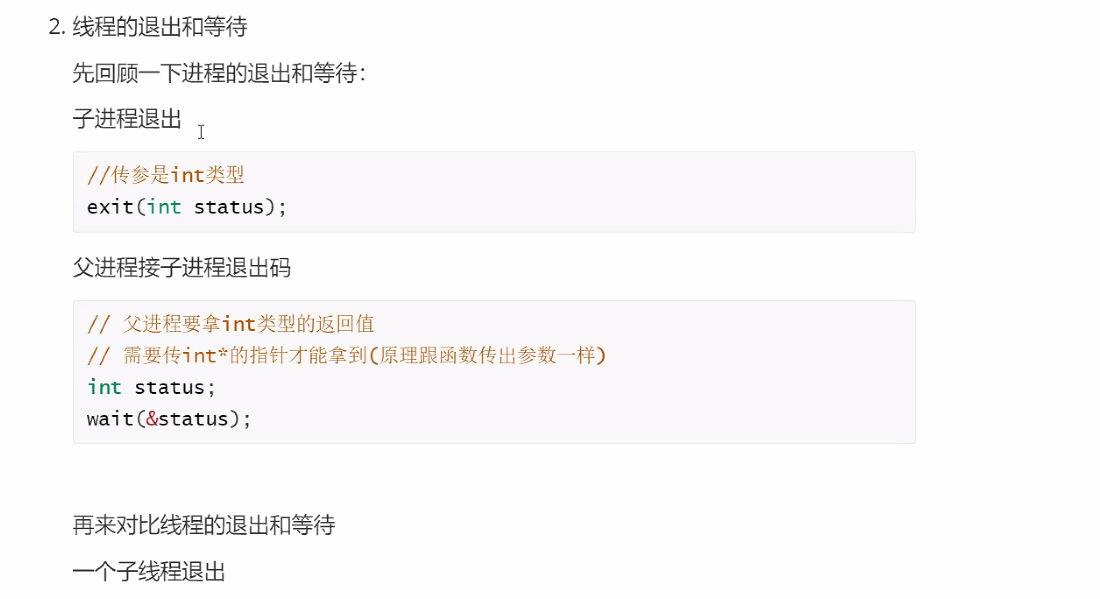 2. 线程的退出和等待
先回顾一下进程的退出和等待：
子进程退出
//传参是int类型
exit(int status);
父进程接子进程退出码
// 父进程要拿int类型的返回值
// 需要传int*的指针才能拿到(原理跟函数传出参数一样)
int status;
wait(&status);
再来对比线程的退出和等待
一个子线程退出